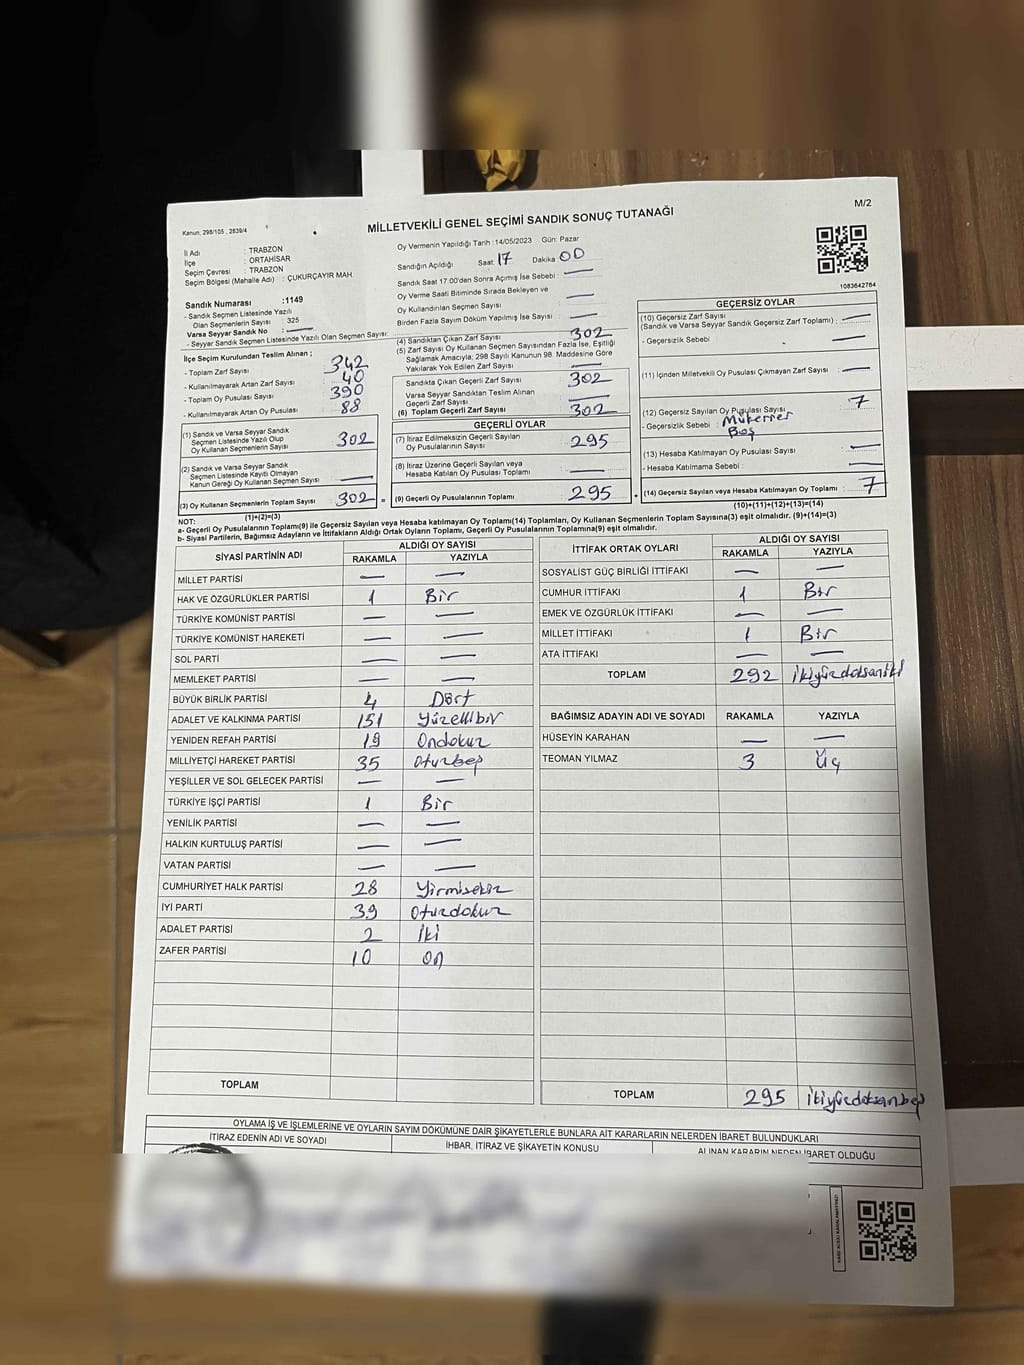 Kanun; 298/105 , 2839/4
MİLLETVEKİLİ GENEL SEÇİMİ SANDIK SONUÇ TUTANAĞI
M/2
İl Adı : TRABZON
İlçe : ORTAHİSAR
Seçim Çevresi : TRABZON
Seçim Bölgesi (Mahalle Adı) : ÇUKURÇAYIR MAH.
Sandık Numarası :1149
- Sandık Seçmen Listesinde Yazılı
Olan Seçmenlerin Sayısı : 325
Varsa Seyyar Sandık No : —
- Seyyar Sandık Seçmen Listesinde Yazılı Olan Seçmen Sayısı:
İlçe Seçim Kurulundan Teslim Alınan ;
- Toplam Zarf Sayısı 342
- Kullanılmayarak Artan Zarf Sayısı 40
- Toplam Oy Pusulası Sayısı 390
- Kullanılmayarak Artan Oy Pusulası 88
(1) Sandık ve Varsa Seyyar Sandık
Seçmen Listesinde Yazılı Olup
Oy Kullanan Seçmenlerin Sayısı 302
(2) Sandık ve Varsa Seyyar Sandık
Seçmen Listesinde Kayıtlı Olmayan
Kanun Gereği Oy Kullanan Seçmen Sayısı —
(3) Oy Kullanan Seçmenlerin Toplam Sayısı 302 =
(1)+(2)=(3)
Oy Vermenin Yapıldığı Tarih :14/05/2023 Gün: Pazar
Sandığın Açıldığı Saat: 17 Dakika: 00
Sandık Saat 17.00'den Sonra Açılmış İse Sebebi : —
Oy Verme Saati Bitiminde Sırada Bekleyen ve
Oy Kullandırılan Seçmen Sayısı —
Birden Fazla Sayım Döküm Yapılmış İse Sayısı : —
(4) Sandıktan Çıkan Zarf Sayısı 302
(5) Zarf Sayısı Oy Kullanan Seçmen Sayısından Fazla İse, Eşitliği
Sağlamak Amacıyla; 298 Sayılı Kanunun 98. Maddesine Göre
Yakılarak Yok Edilen Zarf Sayısı —
Sandıkta Çıkan Geçerli Zarf Sayısı 302
Varsa Seyyar Sandıktan Teslim Alınan
Geçerli Zarf Sayısı —
(6) Toplam Geçerli Zarf Sayısı 302
GEÇERLİ OYLAR
(7) İtiraz Edilmeksizin Geçerli Sayılan
Oy Pusulalarının Sayısı 295
(8) İtiraz Üzerine Geçerli Sayılan veya
Hesaba Katılan Oy Pusulası Toplamı —
(9) Geçerli Oy Pusulalarının Toplamı 295
1083642764
GEÇERSİZ OYLAR
(10) Geçersiz Zarf Sayısı
(Sandık ve Varsa Seyyar Sandık Geçersiz Zarf Toplamı) : —
- Geçersizlik Sebebi —
(11) İçinden Milletvekili Oy Pusulası Çıkmayan Zarf Sayısı : —
(12) Geçersiz Sayılan Oy Pusulası Sayısı 7
- Geçersizlik Sebebi : Mükerrer
Boş
(13) Hesaba Katılmayan Oy Pusulası Sayısı —
- Hesaba Katılmama Sebebi : —
(14) Geçersiz Sayılan veya Hesaba Katılmayan Oy Toplamı : 7
(10)+(11)+(12)+(13)=(14)
NOT:
a- Geçerli Oy Pusulalarının Toplamı(9) ile Geçersiz Sayılan veya Hesaba katılmayan Oy Toplamı(14) Toplamları, Oy Kullanan Seçmenlerin Toplam Sayısına(3) eşit olmalıdır. (9)+(14)=(3)
b- Siyasi Partilerin, Bağımsız Adayların ve İttifakların Aldığı Ortak Oyların Toplamı, Geçerli Oy Pusulalarının Toplamına(9) eşit olmalıdır.
SİYASİ PARTİNİN ADI ALDIĞI OY SAYISI
RAKAMLA YAZIYLA
MİLLET PARTİSİ — —
HAK VE ÖZGÜRLÜKLER PARTİSİ 1 Bir
TÜRKİYE KOMÜNİST PARTİSİ — —
TÜRKİYE KOMÜNİST HAREKETİ — —
SOL PARTİ — —
MEMLEKET PARTİSİ — —
BÜYÜK BİRLİK PARTİSİ 4 Dört
ADALET VE KALKINMA PARTİSİ 151 Yüzellibir
YENİDEN REFAH PARTİSİ 19 Ondokuz
MİLLİYETÇİ HAREKET PARTİSİ 35 Oturbeş
YEŞİLLER VE SOL GELECEK PARTİSİ — —
TÜRKİYE İŞÇİ PARTİSİ 1 Bir
YENİLİK PARTİSİ — —
HALKIN KURTULUŞ PARTİSİ — —
VATAN PARTİSİ — —
CUMHURİYET HALK PARTİSİ 28 Yirmisekiz
İYİ PARTİ 39 Oturdokuz
ADALET PARTİSİ 2 İki
ZAFER PARTİSİ 10 On
TOPLAM
İTTİFAK ORTAK OYLARI ALDIĞI OY SAYISI
RAKAMLA YAZIYLA
SOSYALİST GÜÇ BİRLİĞİ İTTİFAKI — —
CUMHUR İTTİFAKI 1 Bir
EMEK VE ÖZGÜRLÜK İTTİFAKI — —
MİLLET İTTİFAKI 1 Bir
ATA İTTİFAKI — —
TOPLAM 292 İkiyüzdoksaniki
BAĞIMSIZ ADAYIN ADI VE SOYADI RAKAMLA YAZIYLA
HÜSEYİN KARAHAN — —
TEOMAN YILMAZ 3 Üç
TOPLAM 295 İkiyüzdoksanbeş
OYLAMA İŞ VE İŞLEMLERİNE VE OYLARIN SAYIM DÖKÜMÜNE DAİR ŞİKAYETLERLE BUNLARA AİT KARARLARIN NELERDEN İBARET BULUNDUKLARI
İTİRAZ EDENİN ADI VE SOYADI İHBAR, İTİRAZ VE ŞİKAYETİN KONUSU ALINAN KARARIN NEDEN İBARET OLDUĞU